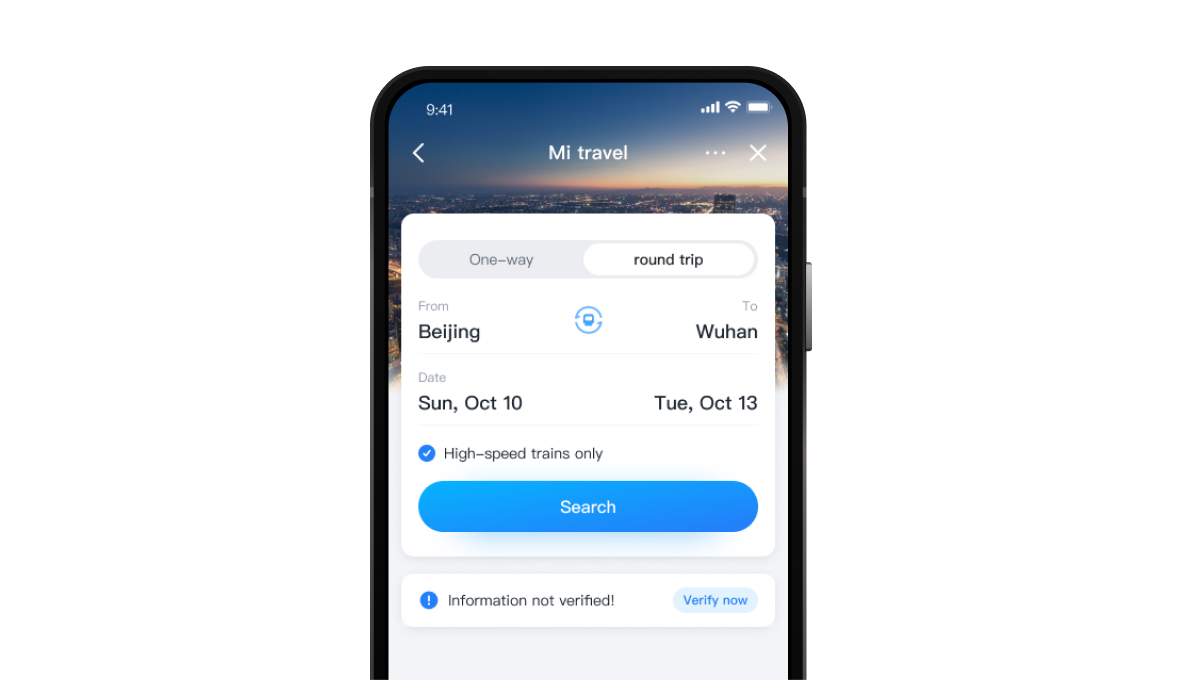 9:41
Mi travel
One-way round trip
From To
Beijing Wuhan
Date
Sun, Oct 10 Tue, Oct 13
High-speed trains only
Search
Information not verified! Verify now